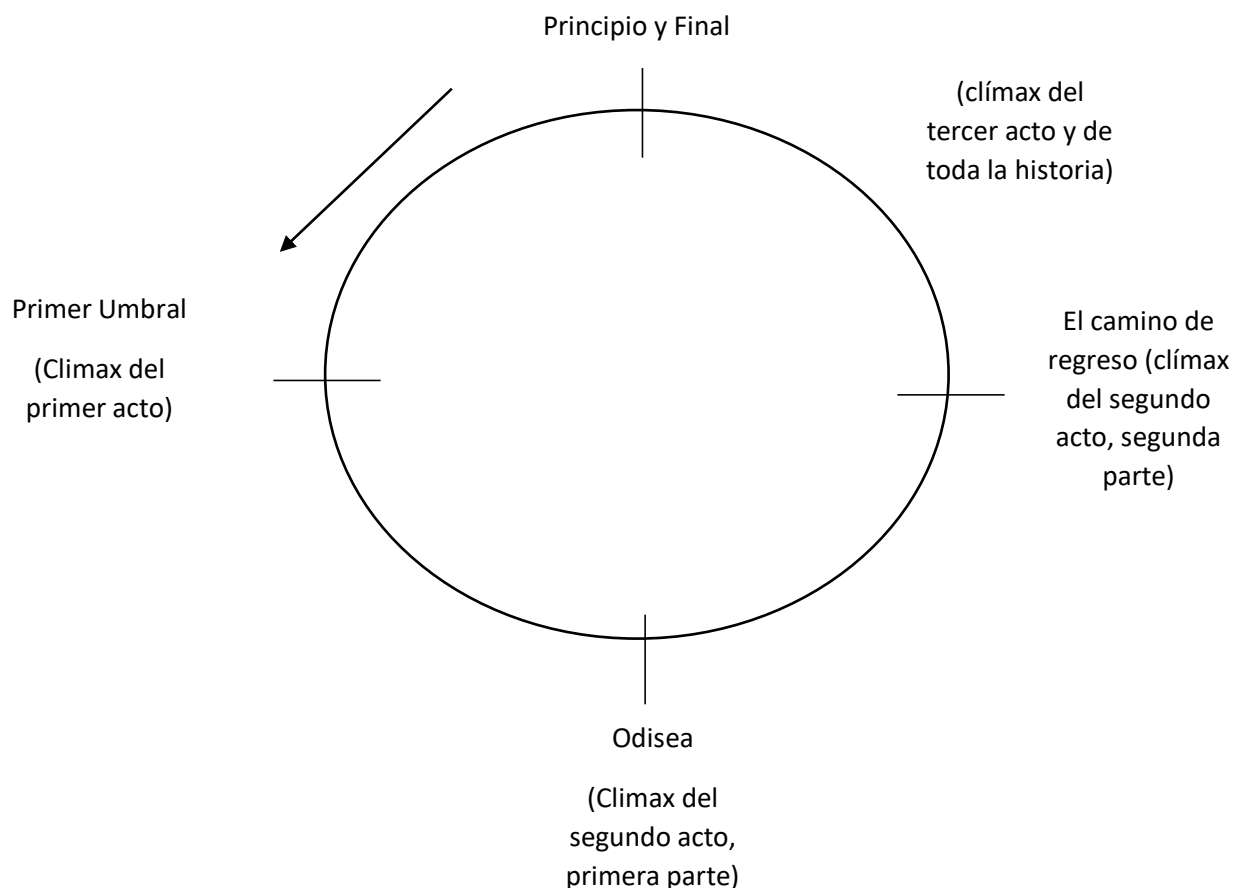 Principio y Final
(clímax del
tercer acto y de
toda la historia)
Primer Umbral
(Climax del
primer acto)
El camino de
regreso (clímax
del segundo
acto, segunda
parte)
Odisea
(Climax del
segundo acto,
primera parte)